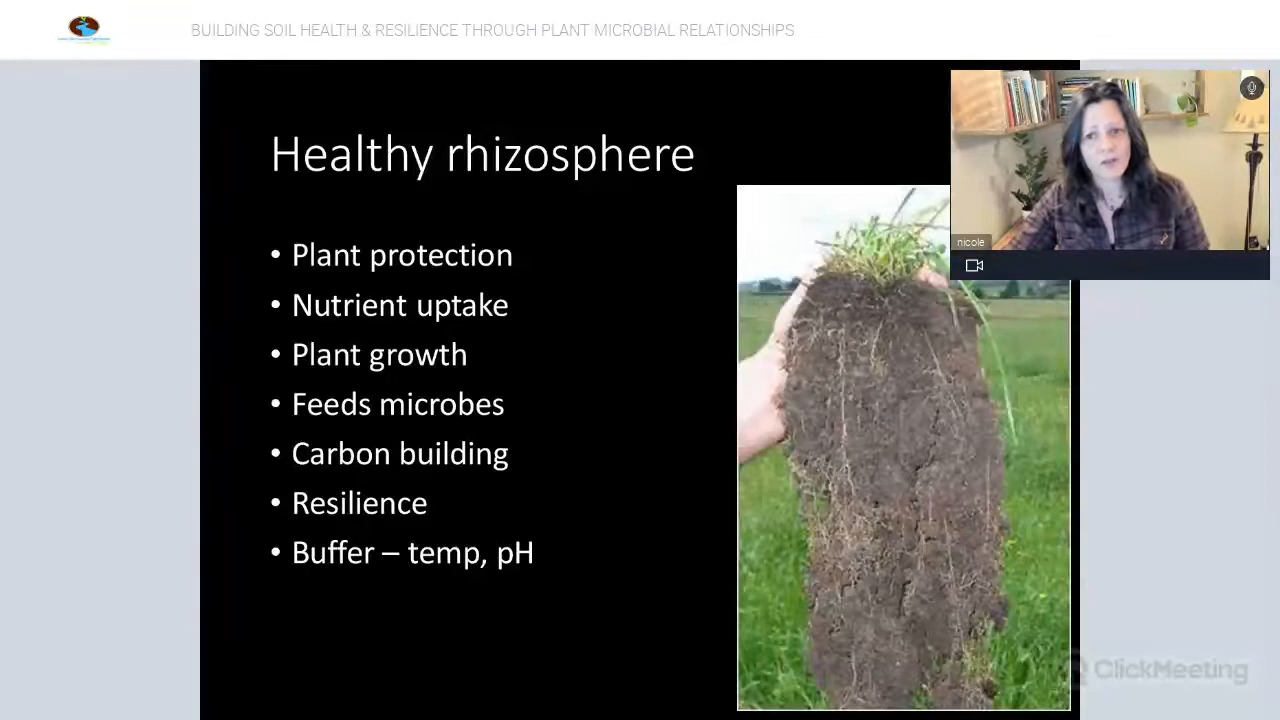 BUILDING SOIL HEALTH & RESILIENCE THROUGH PLANT MICROBIAL RELATIONSHIPS
Healthy rhizosphere
• Plant protection
• Nutrient uptake
• Plant growth
• Feeds microbes
• Carbon building
• Resilience
• Buffer – temp, pH
nicole
ClickMeeting